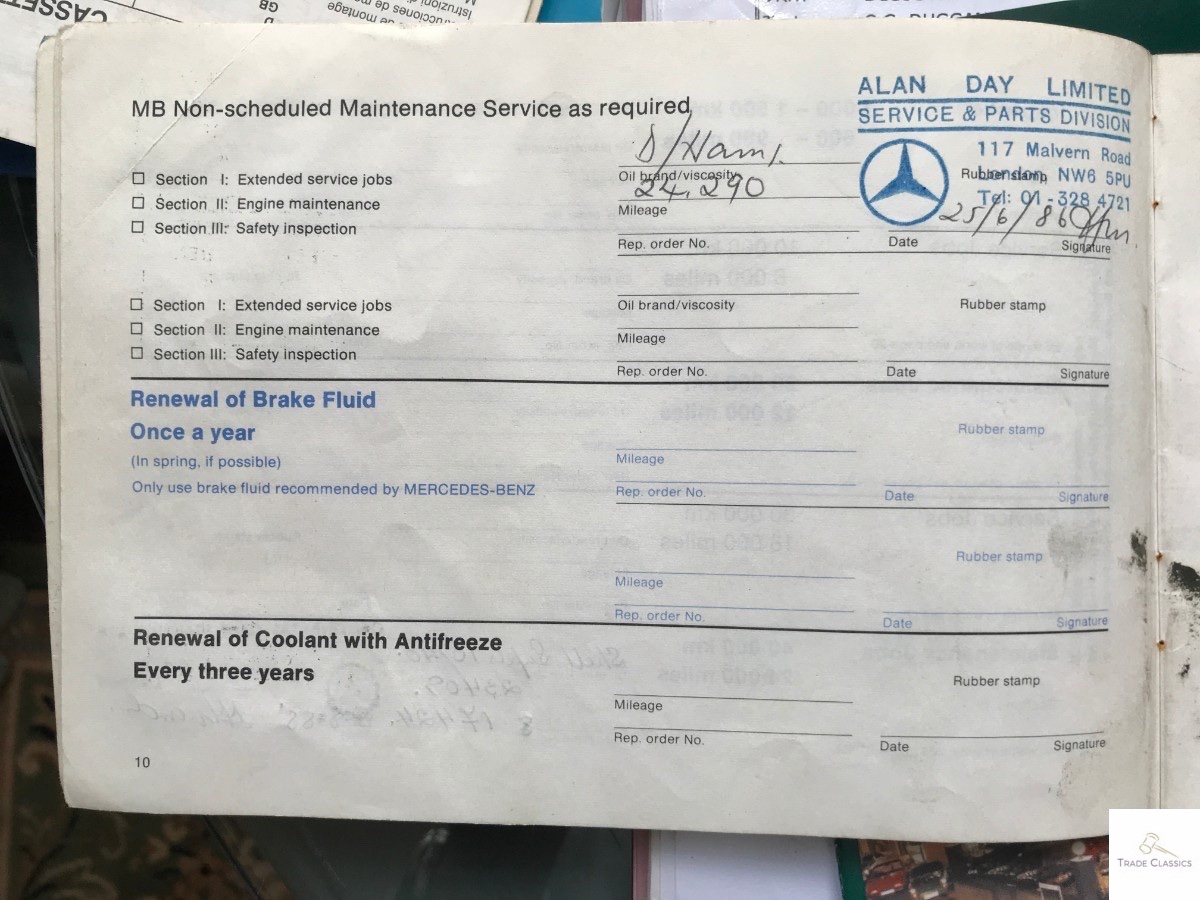 CASSET
GB
de montage
Istruzioni
MB Non-scheduled Maintenance Service as required
ALAN DAY LIMITED
SERVICE & PARTS DIVISION
117 Malvern Road
London, NW6 5PU
Tel: 01-328 4721
Section I: Extended service jobs
Section II: Engine maintenance
Section III: Safety inspection
Oil brand/viscosity
24,290
Mileage
Rep. order No.
Rubber stamp
25/6/86
Date
Signature
Section I: Extended service jobs
Section II: Engine maintenance
Section III: Safety inspection
Oil brand/viscosity
Mileage
Rep. order No.
Rubber stamp
Date
Signature
Renewal of Brake Fluid
Once a year
(In spring, if possible)
Only use brake fluid recommended by MERCEDES-BENZ
Mileage
Rep. order No.
Rubber stamp
Date
Signature
Mileage
Rep. order No.
Rubber stamp
Date
Signature
Renewal of Coolant with Antifreeze
Every three years
Mileage
Rep. order No.
Rubber stamp
Date
Signature
10
TRADE CLASSICS